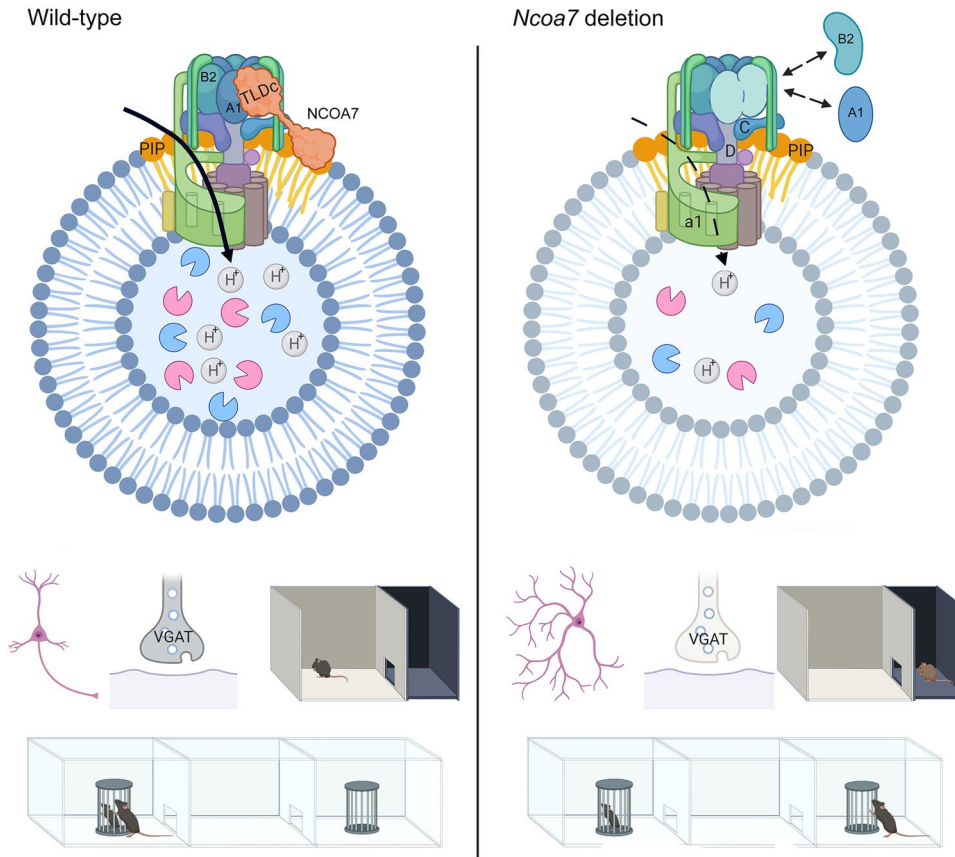 Wild-type
Ncoa7 deletion
B2
A1
TLDc
NCOA7
PIP
H+
H+
H+
H+
H+
VGAT
B2
A1
C
D
PIP
a1
H+
H+
VGAT